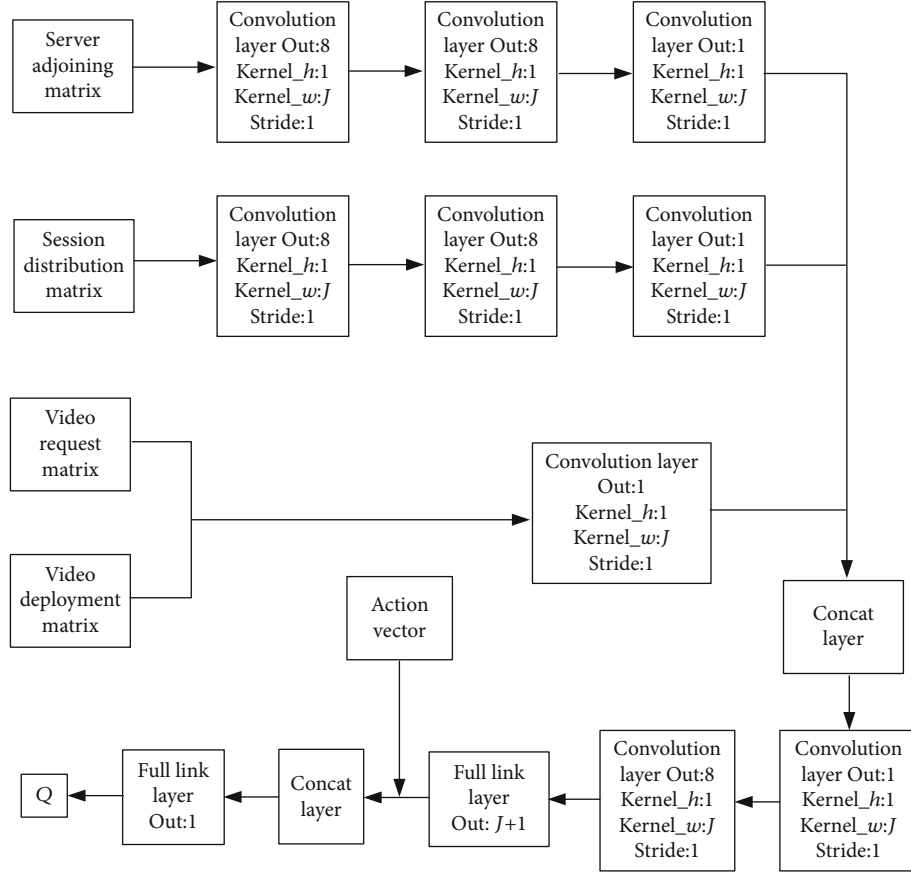 Server
adjoining
matrix
Convolution
layer Out:8
Kernel_h:1
Kernel_w:J
Stride:1
Convolution
layer Out:8
Kernel_h:1
Kernel_w:J
Stride:1
Convolution
layer Out:1
Kernel_h:1
Kernel_w:J
Stride:1
Session
distribution
matrix
Convolution
layer Out:8
Kernel_h:1
Kernel_w:J
Stride:1
Convolution
layer Out:8
Kernel_h:1
Kernel_w:J
Stride:1
Convolution
layer Out:1
Kernel_h:1
Kernel_w:J
Stride:1
Video
request
matrix
Video
deployment
matrix
Convolution layer
Out:1
Kernel_h:1
Kernel_w:J
Stride:1
Concat
layer
Action
vector
Convolution
layer Out:1
Kernel_h:1
Kernel_w:J
Stride:1
Convolution
layer Out:8
Kernel_h:1
Kernel_w:J
Stride:1
Full link
layer
Out: J+1
Concat
layer
Full link
layer
Out:1
Q